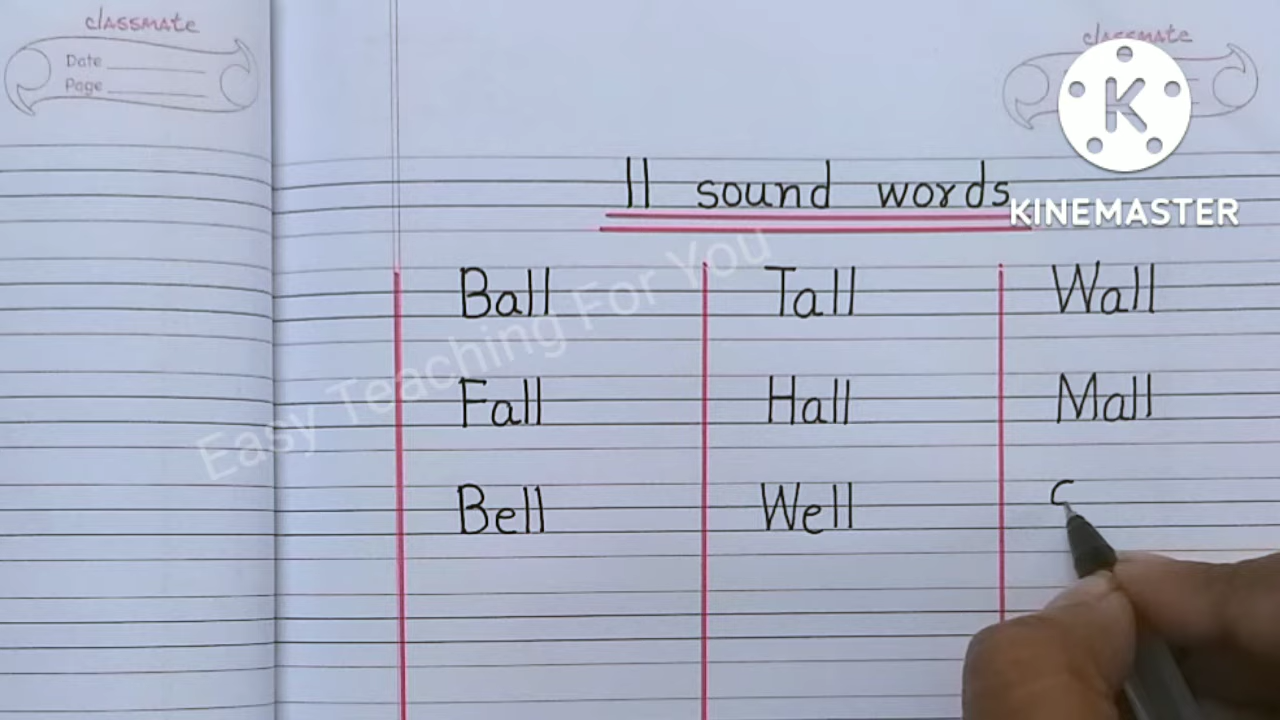 classmate
Date
Page
classmate
KINEMASTER
ll sound words
Ball Tall Wall
Fall Hall Mall
Bell Well
Easy Teaching For You